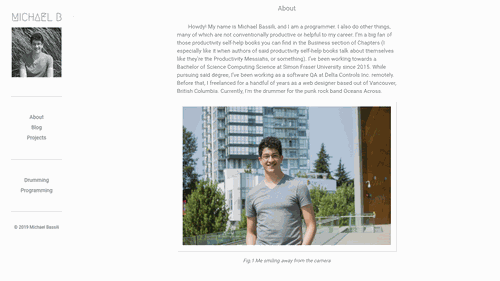 MICHAEL B
About
Blog
Projects
Drumming
Programming
© 2019 Michael Basalli
About
Howdy! My name is Michael Basalli, and I am a programmer. I also do other things,
many of which are not conventionally productive or helpful to my career. I'm a big fan of
those productivity self-help books you can find in the Business section of Chapters (I
especially like it when authors of said productivity self-help books talk about themselves
like they're the Productivity Messiahs, or something). I've been working towards a
Bachelor of Science Computing Science at Simon Fraser University since 2015. While
pursuing said degree, I've been working as a software QA at Delta Controls Inc. remotely.
Before that, I freelanced for a handful of years as a web designer based out of Vancouver,
British Columbia. Currently, I'm the drummer for the punk rock band Oceans Across.
Fig.1 Me smiling away from the camera